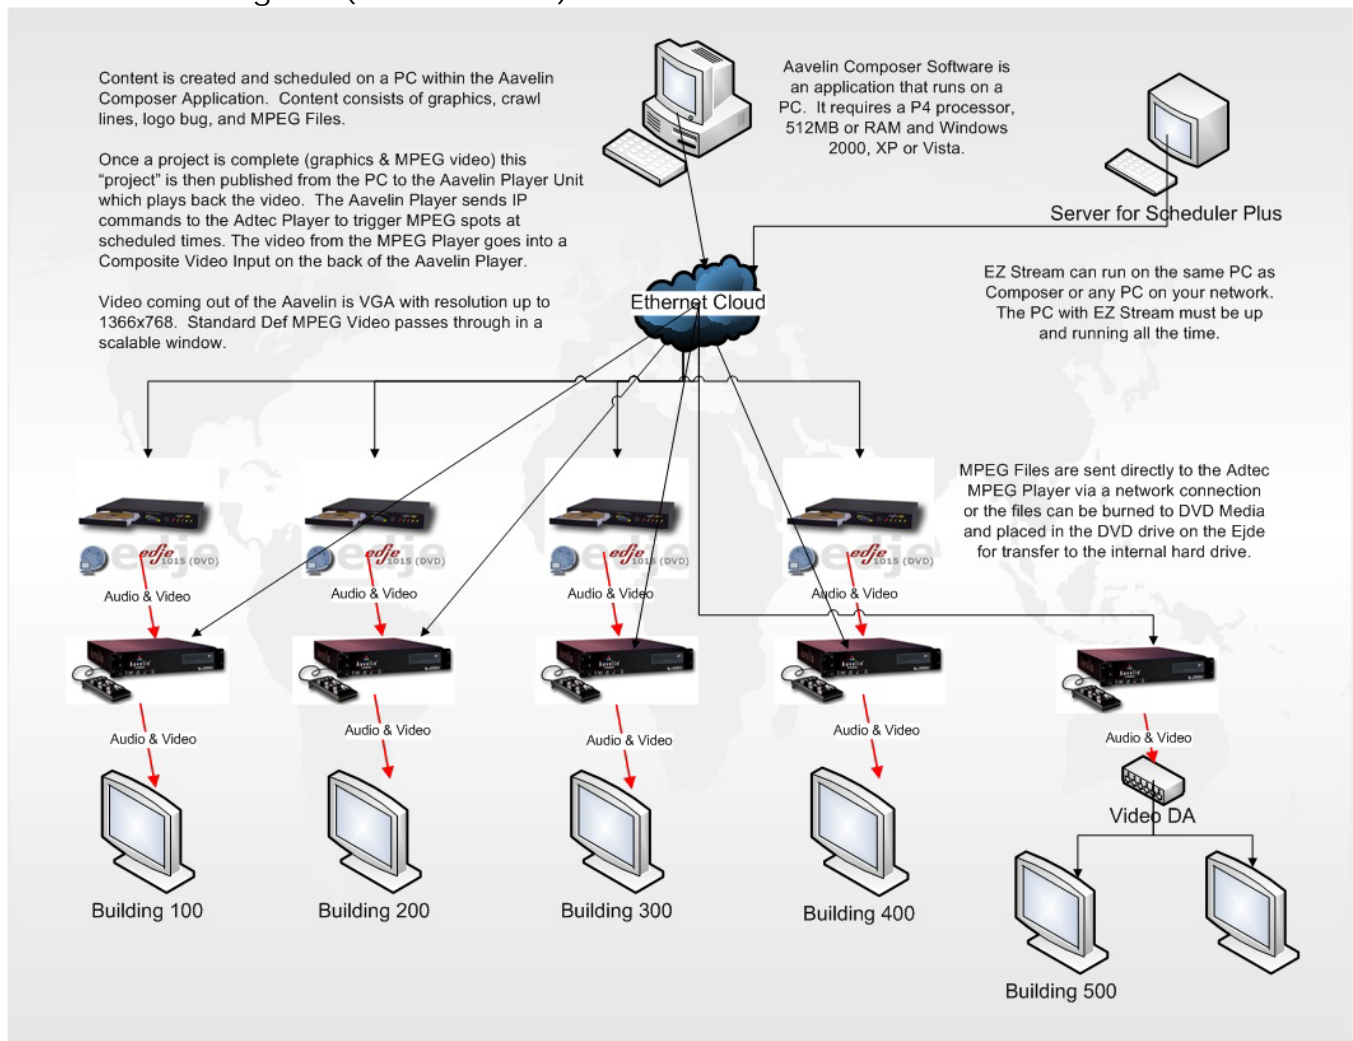 Content is created and scheduled on a PC within the Aavelin
Composer Application.  Content consists of graphics, crawl
lines, logo bug, and MPEG Files.
Once a project is complete (graphics & MPEG video) this
“project” is then published from the PC to the Aavelin Player Unit
which plays back the video.  The Aavelin Player sends IP
commands to the Adtec Player to trigger MPEG spots at
scheduled times. The video from the MPEG Player goes into a
Composite Video Input on the back of the Aavelin Player.
Video coming out of the Aavelin is VGA with resolution up to
1366x768.  Standard Def MPEG Video passes through in a
scalable window.
Aavelin Composer Software is
an application that runs on a
PC.  It requires a P4 processor,
512MB or RAM and Windows
2000, XP or Vista.
Server for Scheduler Plus
EZ Stream can run on the same PC as
Composer or any PC on your network.
The PC with EZ Stream must be up
and running all the time.
Ethernet Cloud
MPEG Files are sent directly to the Adtec
MPEG Player via a network connection
or the files can be burned to DVD Media
and placed in the DVD drive on the Ejde
for transfer to the internal hard drive.
edje edje 1015 (DVD)
edje edje 1015 (DVD)
edje edje 1015 (DVD)
edje edje 1015 (DVD)
Audio & Video
Audio & Video
Audio & Video
Audio & Video
Aavelin
Aavelin
Aavelin
Aavelin
Aavelin
Audio & Video
Audio & Video
Audio & Video
Audio & Video
Audio & Video
Video DA
Building 100
Building 200
Building 300
Building 400
Building 500